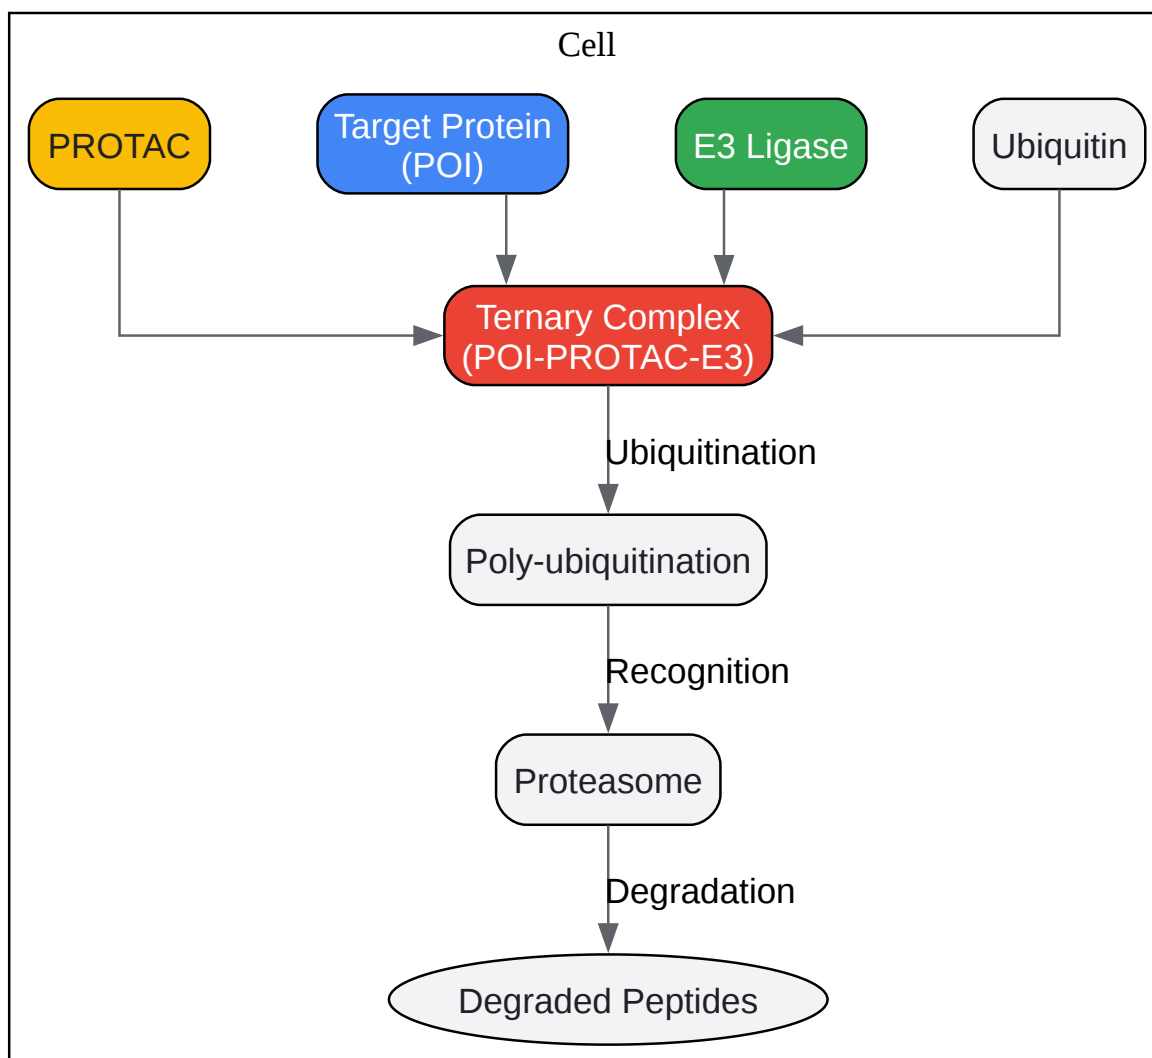 Cell
PROTAC
Target Protein
(POI)
E3 Ligase
Ubiquitin
Ternary Complex
(POI-PROTAC-E3)
Ubiquitination
Poly-ubiquitination
Recognition
Proteasome
Degradation
Degraded Peptides